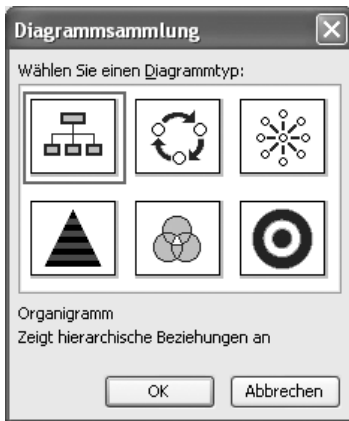 Diagrammsammlung
Wählen Sie einen Diagrammtyp:
Organigramm
Zeigt hierarchische Beziehungen an
OK
Abbrechen